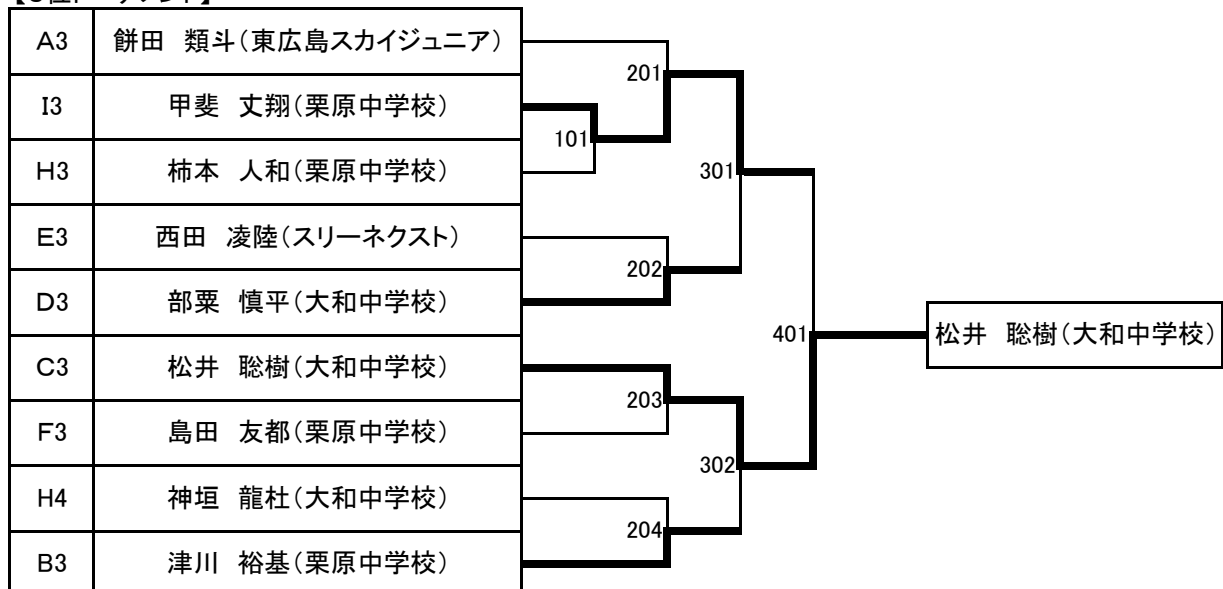 A3 餅田 類斗(東広島スカイジュニア)
I3 甲斐 丈翔(栗原中学校)
H3 柿本 人和(栗原中学校)
E3 西田 凌陸(スリーネクスト)
D3 部粟 慎平(大和中学校)
C3 松井 聡樹(大和中学校)
F3 島田 友都(栗原中学校)
H4 神垣 龍杜(大和中学校)
B3 津川 裕基(栗原中学校)
101
201
202
203
204
301
302
401
松井 聡樹(大和中学校)